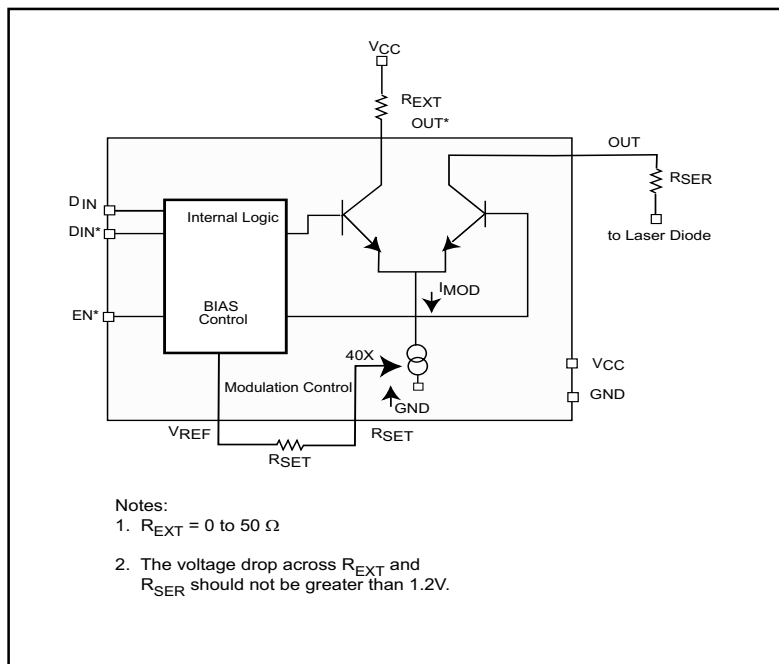 VCC
REXT
OUT*
OUT
RSER
to Laser Diode
DIN
DIN*
Internal Logic
EN*
BIAS
Control
IMOD
40X
Modulation Control
GND
VCC
GND
VREF
RSET
RSET
Notes:
1. REXT = 0 to 50 Ω
2. The voltage drop across REXT and
RSER should not be greater than 1.2V.